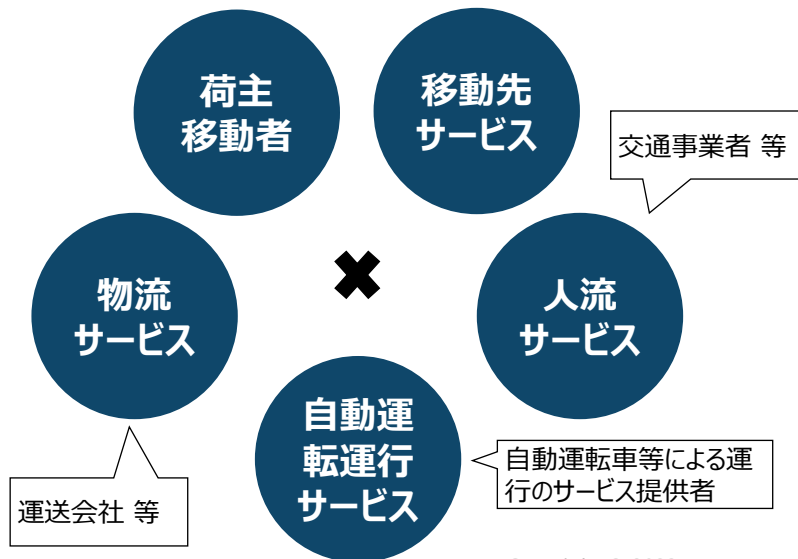 荷主
移動者
移動先
サービス
交通事業者 等
物流
サービス
人流
サービス
自動運
転運行
サービス
自動運転車等による運
行のサービス提供者
運送会社 等